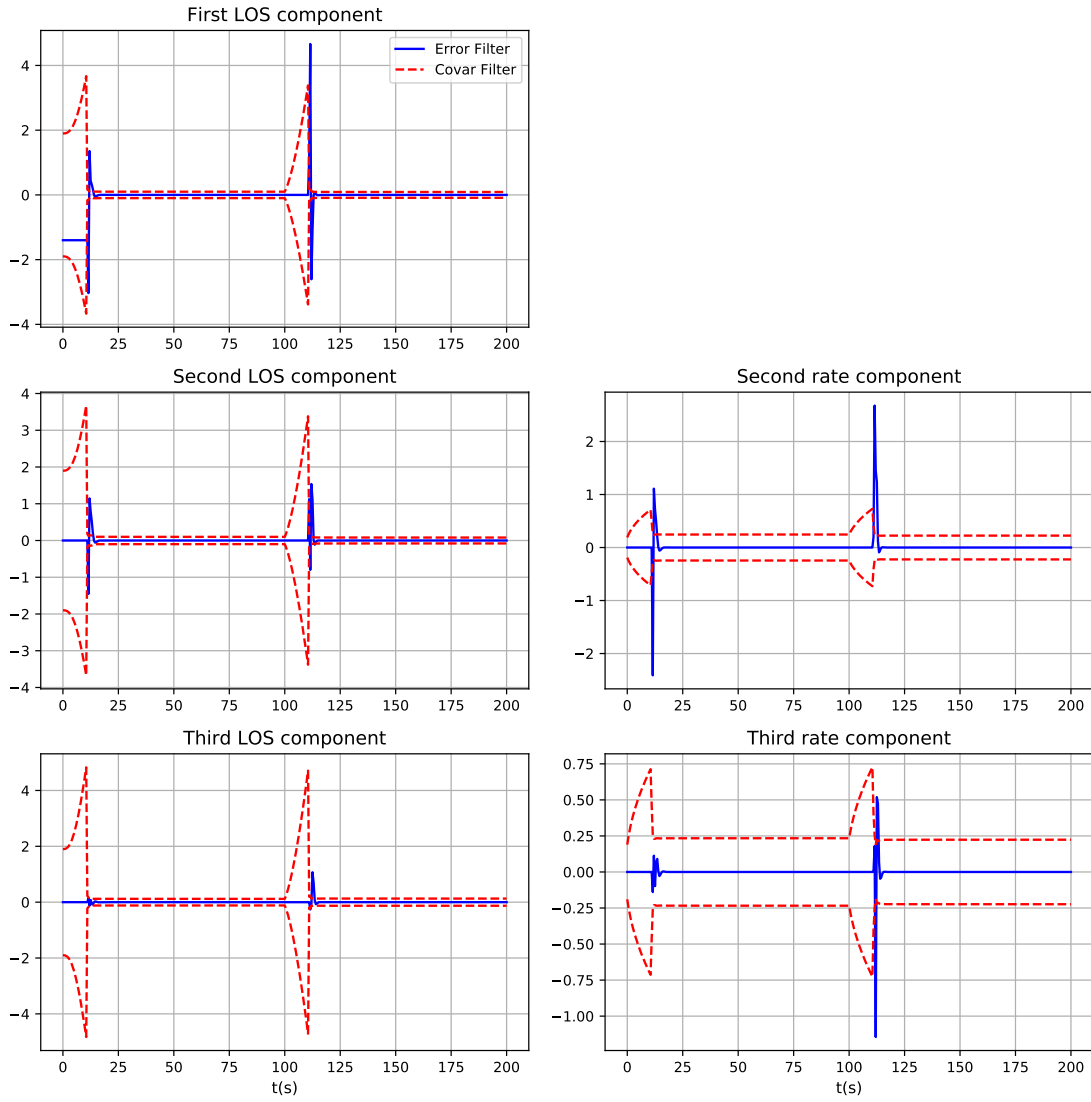 First LOS component
Error Filter
Covar Filter
4
2
0
−2
−4
0 25 50 75 100 125 150 175 200
Second LOS component
4
3
2
1
0
−1
−2
−3
−4
0 25 50 75 100 125 150 175 200
Second rate component
2
1
0
−1
−2
0 25 50 75 100 125 150 175 200
Third LOS component
4
2
0
−2
−4
0 25 50 75 100 125 150 175 200
t(s)
Third rate component
0.75
0.50
0.25
0.00
−0.25
−0.50
−0.75
−1.00
0 25 50 75 100 125 150 175 200
t(s)